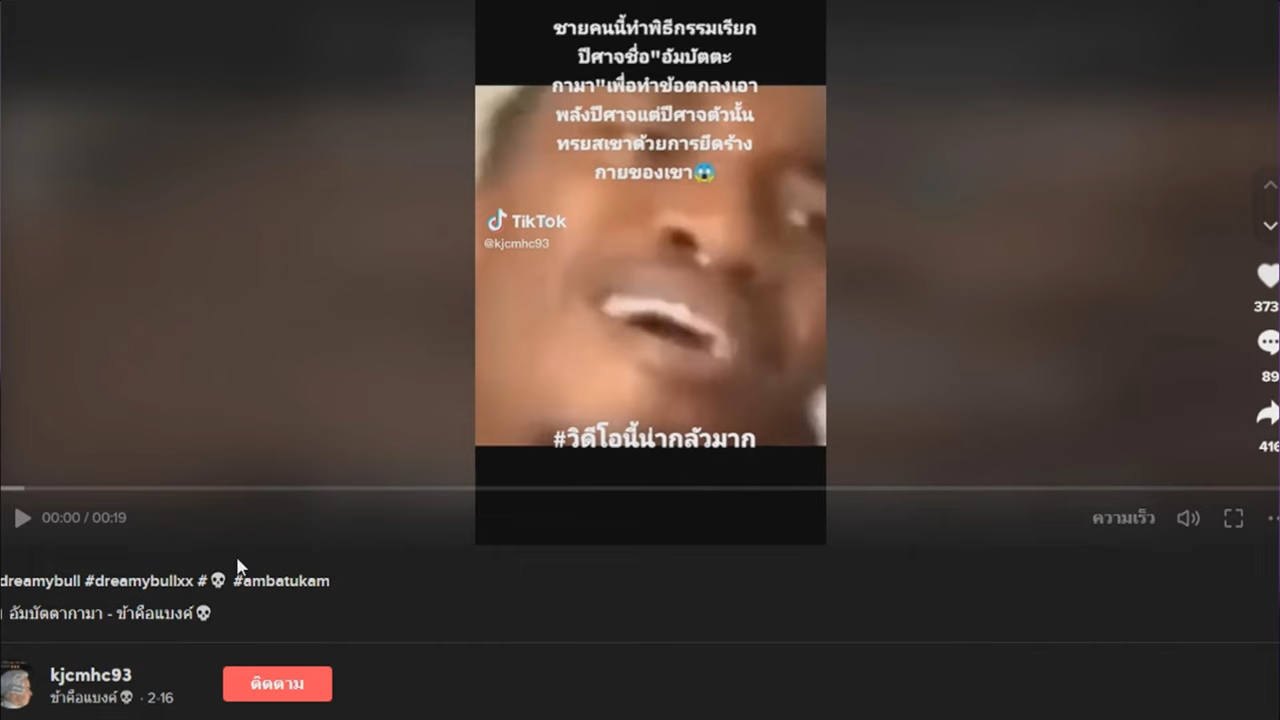 ชายคนนี้ทำพิธีกรรมเรียก
ปีศาจชื่อ"อัมบัตตะ
กามา"เพื่อทำข้อตกลงเอา
พลังปีศาจแต่ปีศาจตัวนั้น
ทรยสเขาด้วยการยึดร้าง
กายของเขา😱
TikTok
@kjcmhc93
#วิดีโอนี้น่ากลัวมาก
373
89
416
00:00 / 00:19
ความเร็ว
dreamybull #dreamybullxx #💀 #ambatukam
อัมบัตตากามา - ข้าคือแบงค์💀
kjcmhc93
ข้าคือแบงค์💀 · 2-16
ติดตาม